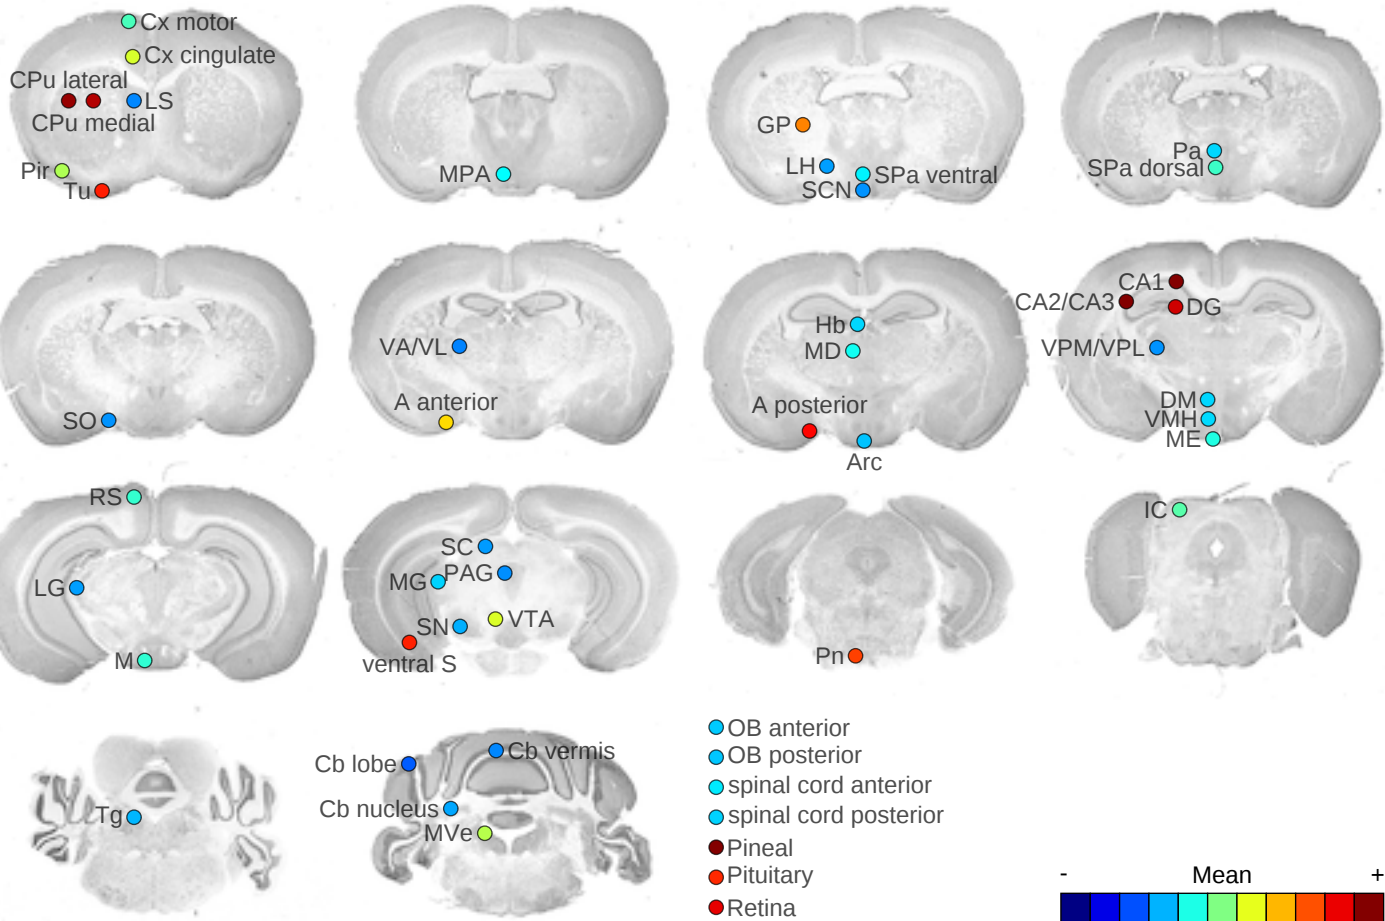 Cx motor
Cx cingulate
CPu lateral
LS
CPu medial
Pir
Tu
MPA
GP
LH
SPa ventral
SCN
Pa
SPa dorsal
SO
VA/VL
A anterior
Hb
MD
A posterior
Arc
CA1
CA2/CA3
DG
VPM/VPL
DM
VMH
ME
RS
LG
M
SC
MG
PAG
SN
VTA
ventral S
Pn
IC
Tg
Cb lobe
Cb vermis
Cb nucleus
MVe
OB anterior
OB posterior
spinal cord anterior
spinal cord posterior
Pineal
Pituitary
Retina
- Mean +